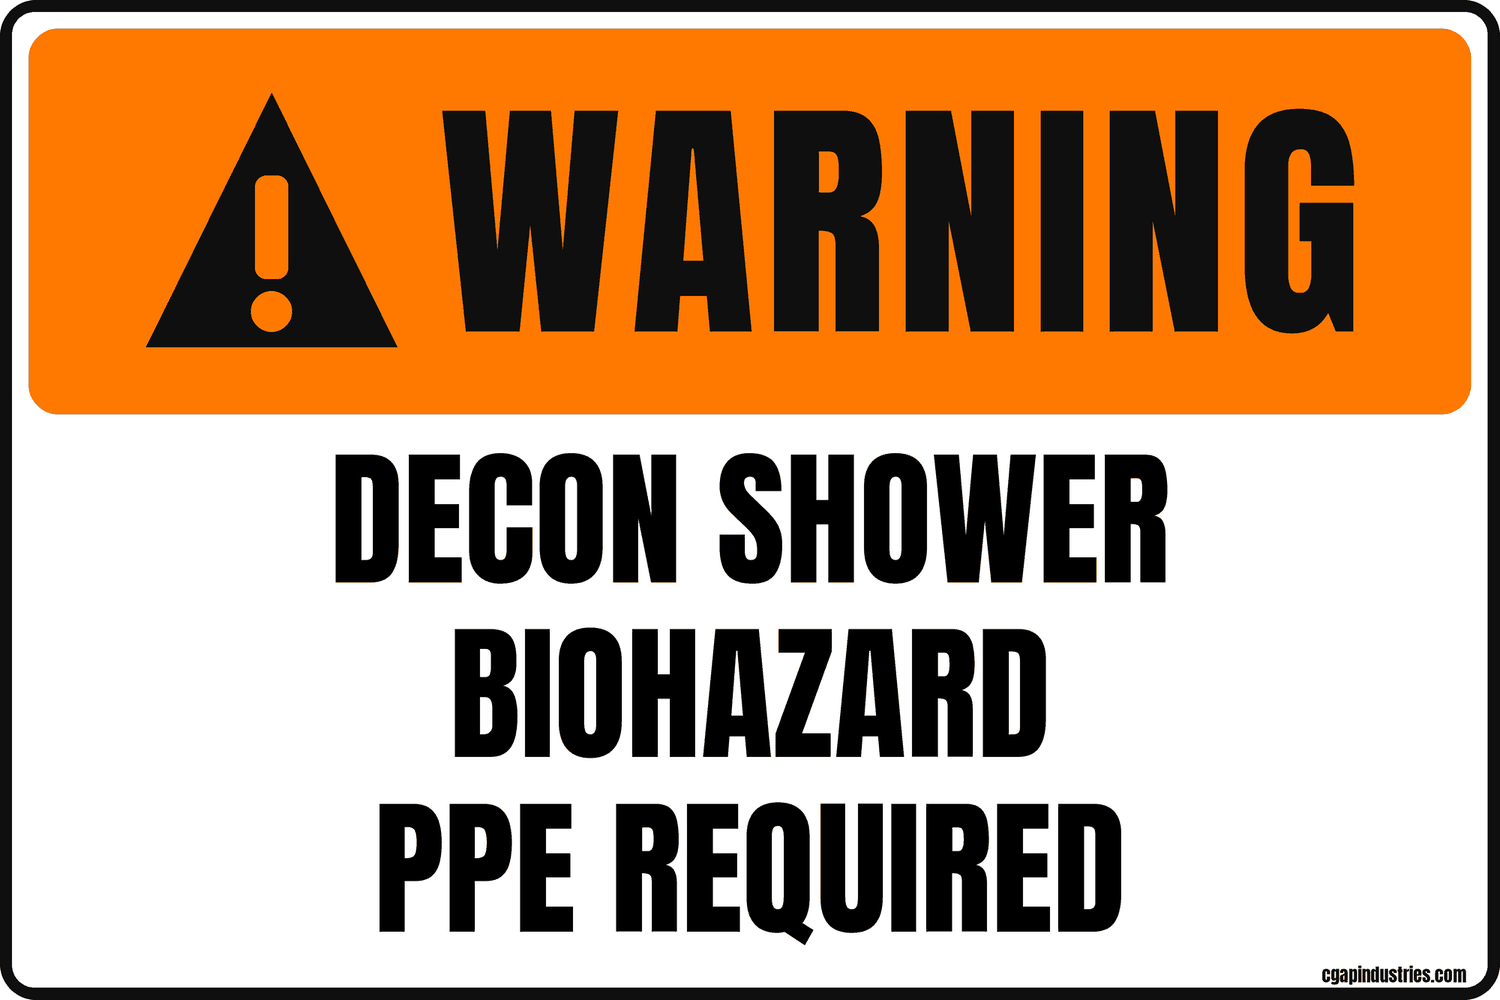 WARNING
DECON SHOWER
BIOHAZARD
PPE REQUIRED
cgapindustries.com